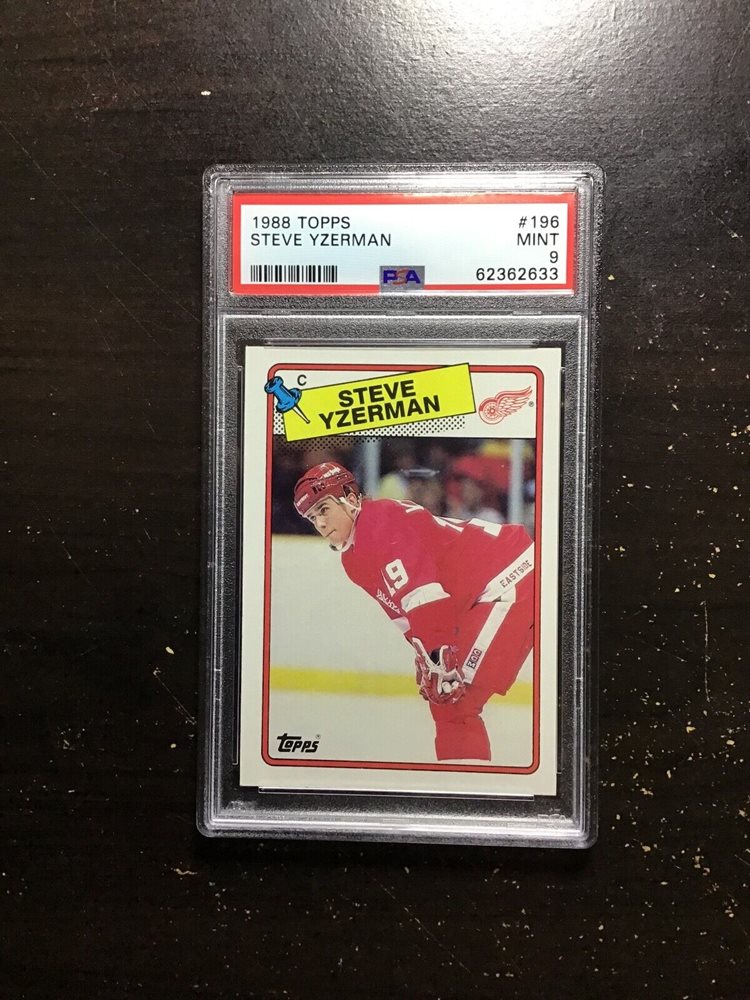 1988 TOPPS #196
STEVE YZERMAN MINT
9
PSA 62362633
C
STEVE
YZERMAN
®
19
EASTSIDE
TOPPS®